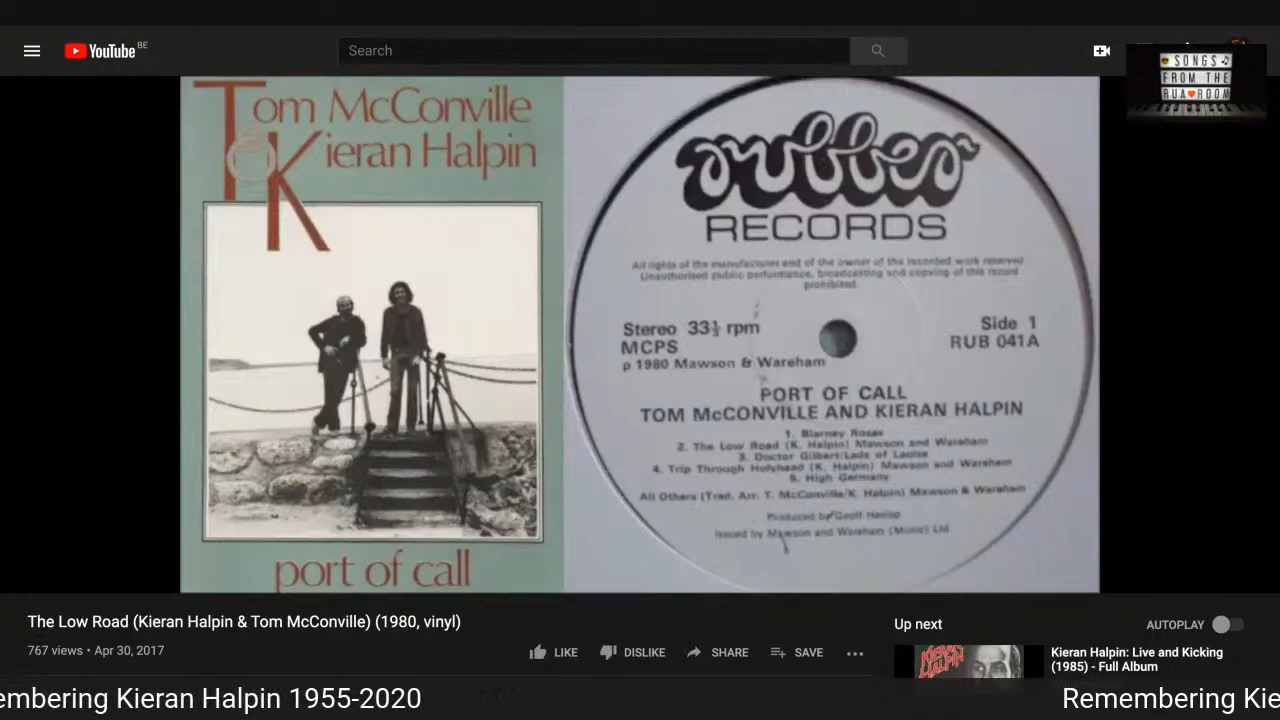 YouTube BE
Search
SONGS
FROM THE
RUA ROOM
Tom McConville
Kieran Halpin
port of call
rubber
RECORDS
All rights of the manufacturer and of the owner of the recorded work reserved
Unauthorised public performance, broadcasting and copying of this record
prohibited.
Stereo 33⅓ rpm
MCPS
p 1980 Mawson & Wareham
Side 1
RUB 041A
PORT OF CALL
TOM McCONVILLE AND KIERAN HALPIN
1. Blarney Roses
2. The Low Road (K. Halpin) Mawson and Wareham
3. Doctor Gilbert/Lads of Laoise
4. Trip Through Holyhead (K. Halpin) Mawson and Wareham
5. High Germany
All Others (Trad. Arr. T. McConville/K. Halpin) Mawson & Wareham
Produced by Geoff Heslop
Issued by Mawson and Wareham (Music) Ltd.
The Low Road (Kieran Halpin & Tom McConville) (1980, vinyl)
767 views • Apr 30, 2017
LIKE DISLIKE SHARE SAVE
Up next
AUTOPLAY
KIERAN
HALPIN
Kieran Halpin: Live and Kicking
(1985) - Full Album
embering Kieran Halpin 1955-2020
Remembering Kie